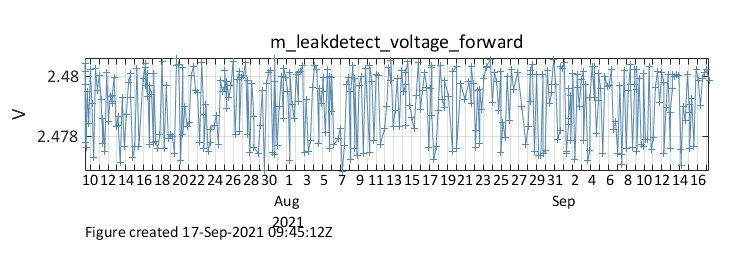 m_leakdetect_voltage_forward
2.48
V
2.478
10 12 14 16 18 20 22 24 26 28 30 1 3 5 7 9 11 13 15 17 19 21 23 25 27 29 31 2 4 6 8 10 12 14 16
Aug Sep
2021
Figure created 17-Sep-2021 09:45:12Z